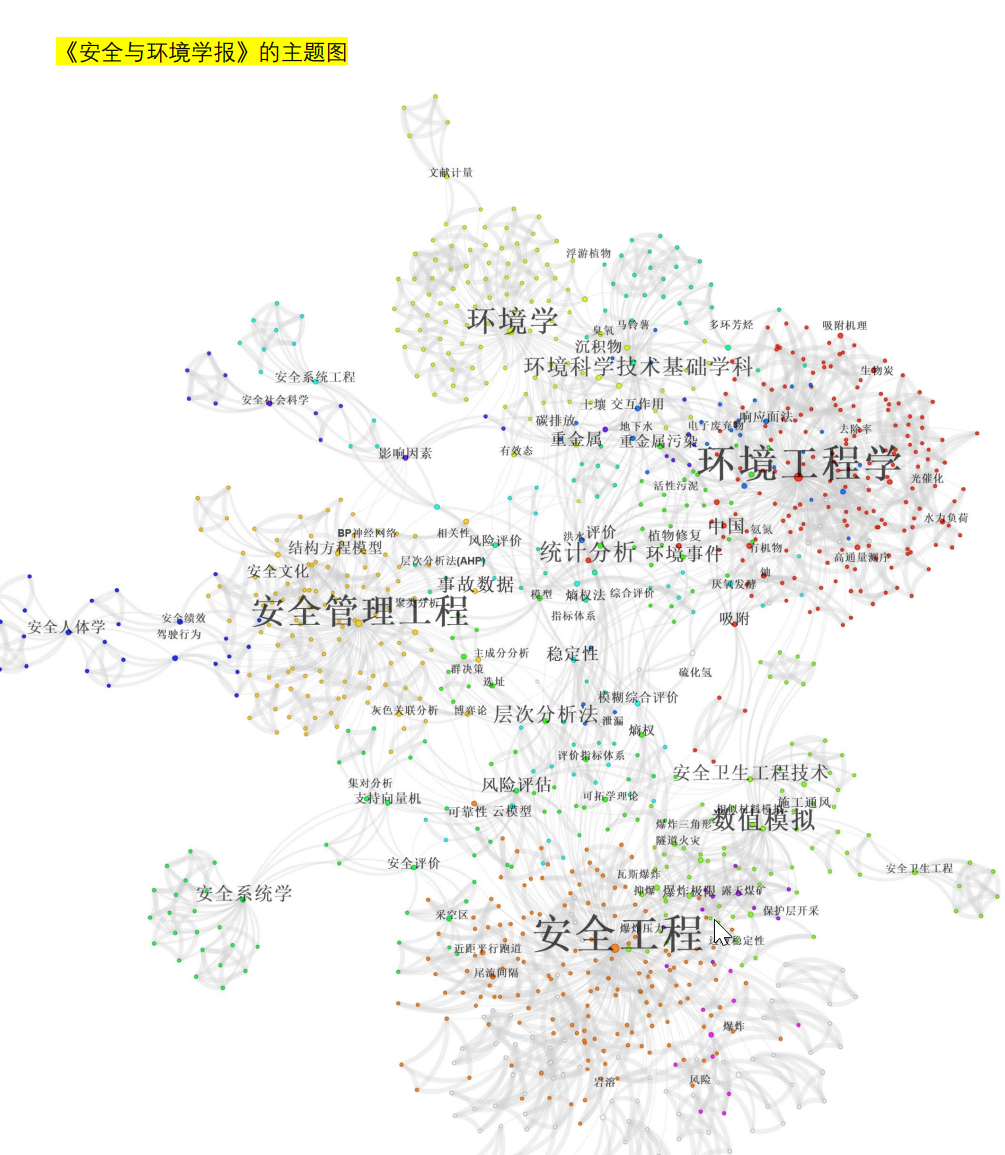 《安全与环境学报》的主题图
文献计量
浮游植物
环境学
臭氧
马铃薯
多环芳烃
吸附机理
沉积物
环境科学技术基础学科
生物炭
安全系统工程
安全社会科学
土壤
交互作用
碳排放
地下水
电子废弃物
响应面法
去除率
重金属
重金属污染
影响因素
有效态
环境工程学
光催化
活性污泥
水力负荷
BP神经网络
相关性
风险评价
洪水
评价
植物修复
中国
氨氮
结构方程模型
统计分析
环境事件
有机物
高通量测序
层次分析法(AHP)
安全文化
铀
事故数据
厌氧发酵
模型
熵权法
综合评价
聚类分析
安全管理工程
指标体系
吸附
安全绩效
安全人体学
驾驶行为
主成分分析
稳定性
群决策
硫化氢
选址
模糊综合评价
灰色关联分析
博弈论
层次分析法
泄漏
熵权
评价指标体系
安全卫生工程技术
集对分析
风险评估
支持向量机
可拓学理论
可靠性
云模型
相似材料模拟
施工通风
数值模拟
爆炸三角形
隧道火灾
安全评价
安全卫生工程
瓦斯爆炸
安全系统学
抑爆
爆炸极限
露天煤矿
采空区
保护层开采
安全工程
爆炸压力
稳定性
近距平行跑道
尾流间隔
爆炸
岩溶
风险